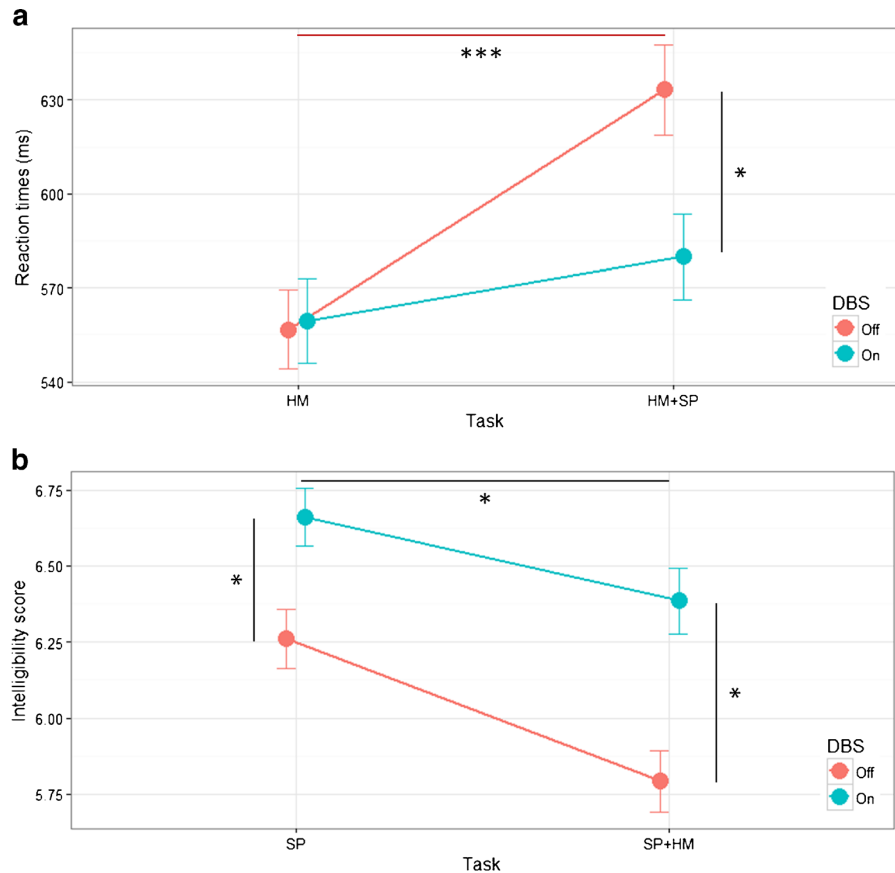 a
***
630
600
570
540
Reaction times (ms)
*
DBS
Off
On
HM
HM+SP
Task
b
6.75
6.50
6.25
6.00
5.75
Intelligibility score
*
*
*
DBS
Off
On
SP
SP+HM
Task